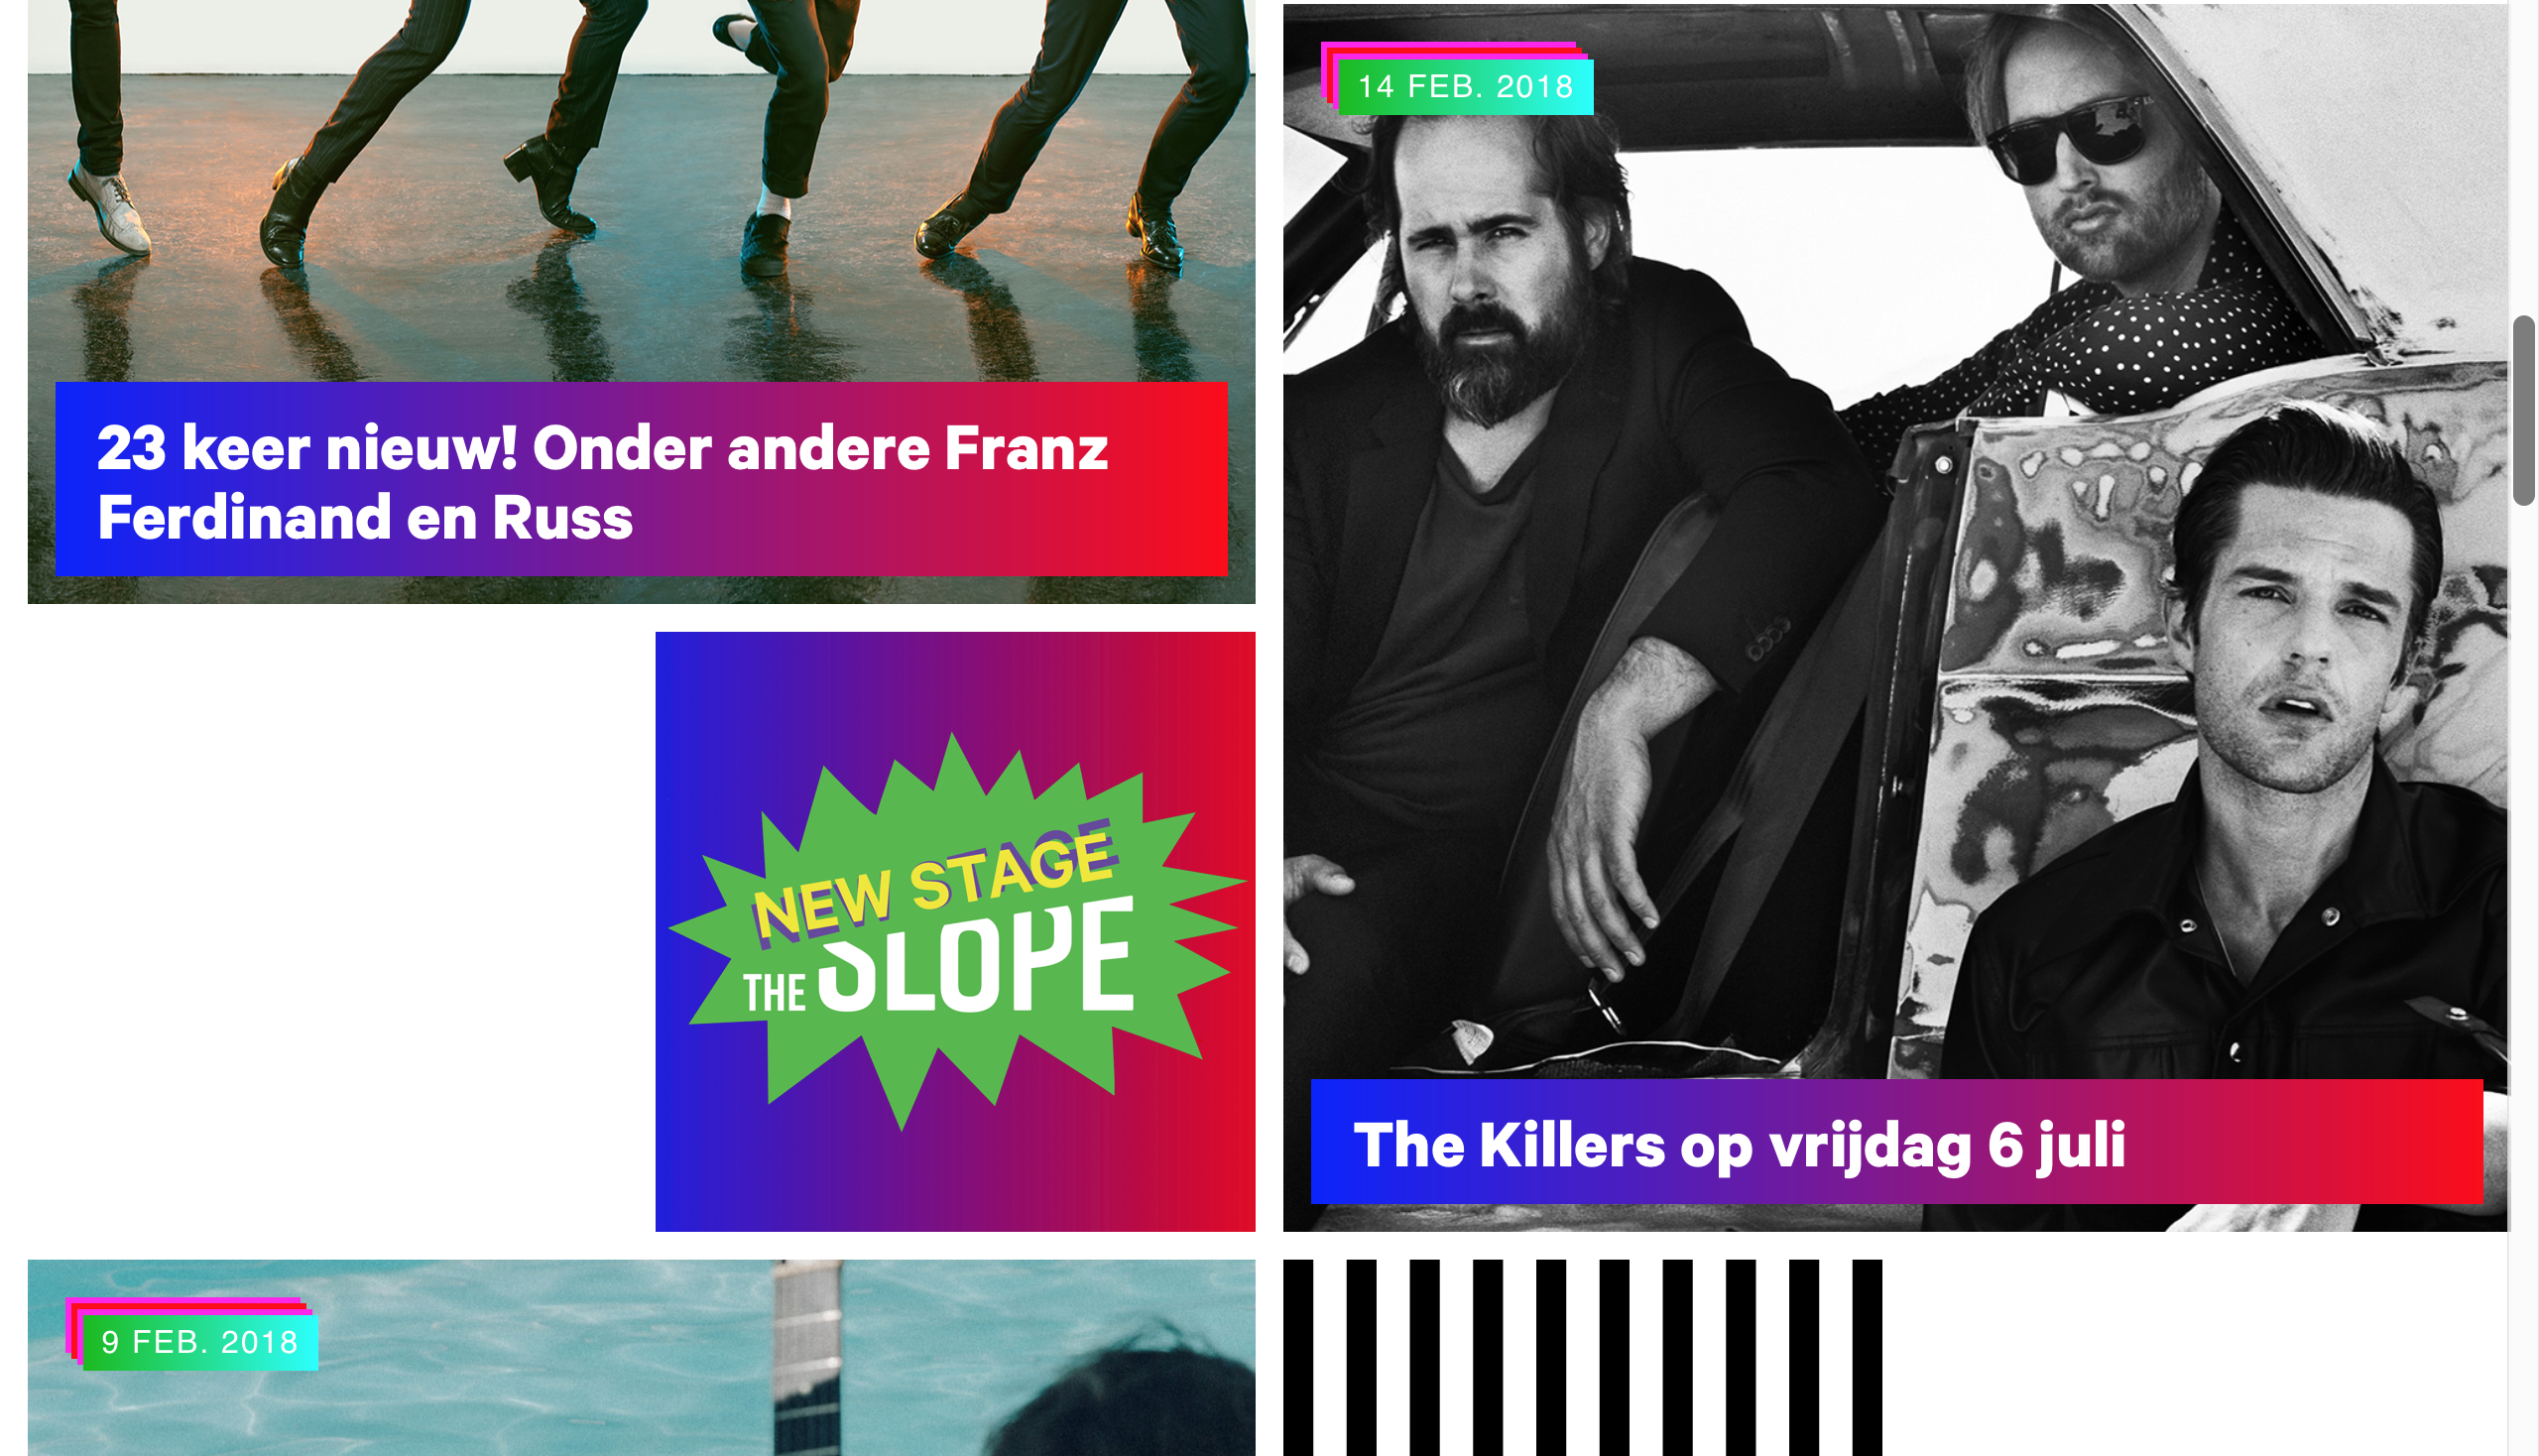 23 keer nieuw! Onder andere Franz
Ferdinand en Russ
14 FEB. 2018
The Killers op vrijdag 6 juli
NEW STAGE
THE SLOPE
9 FEB. 2018